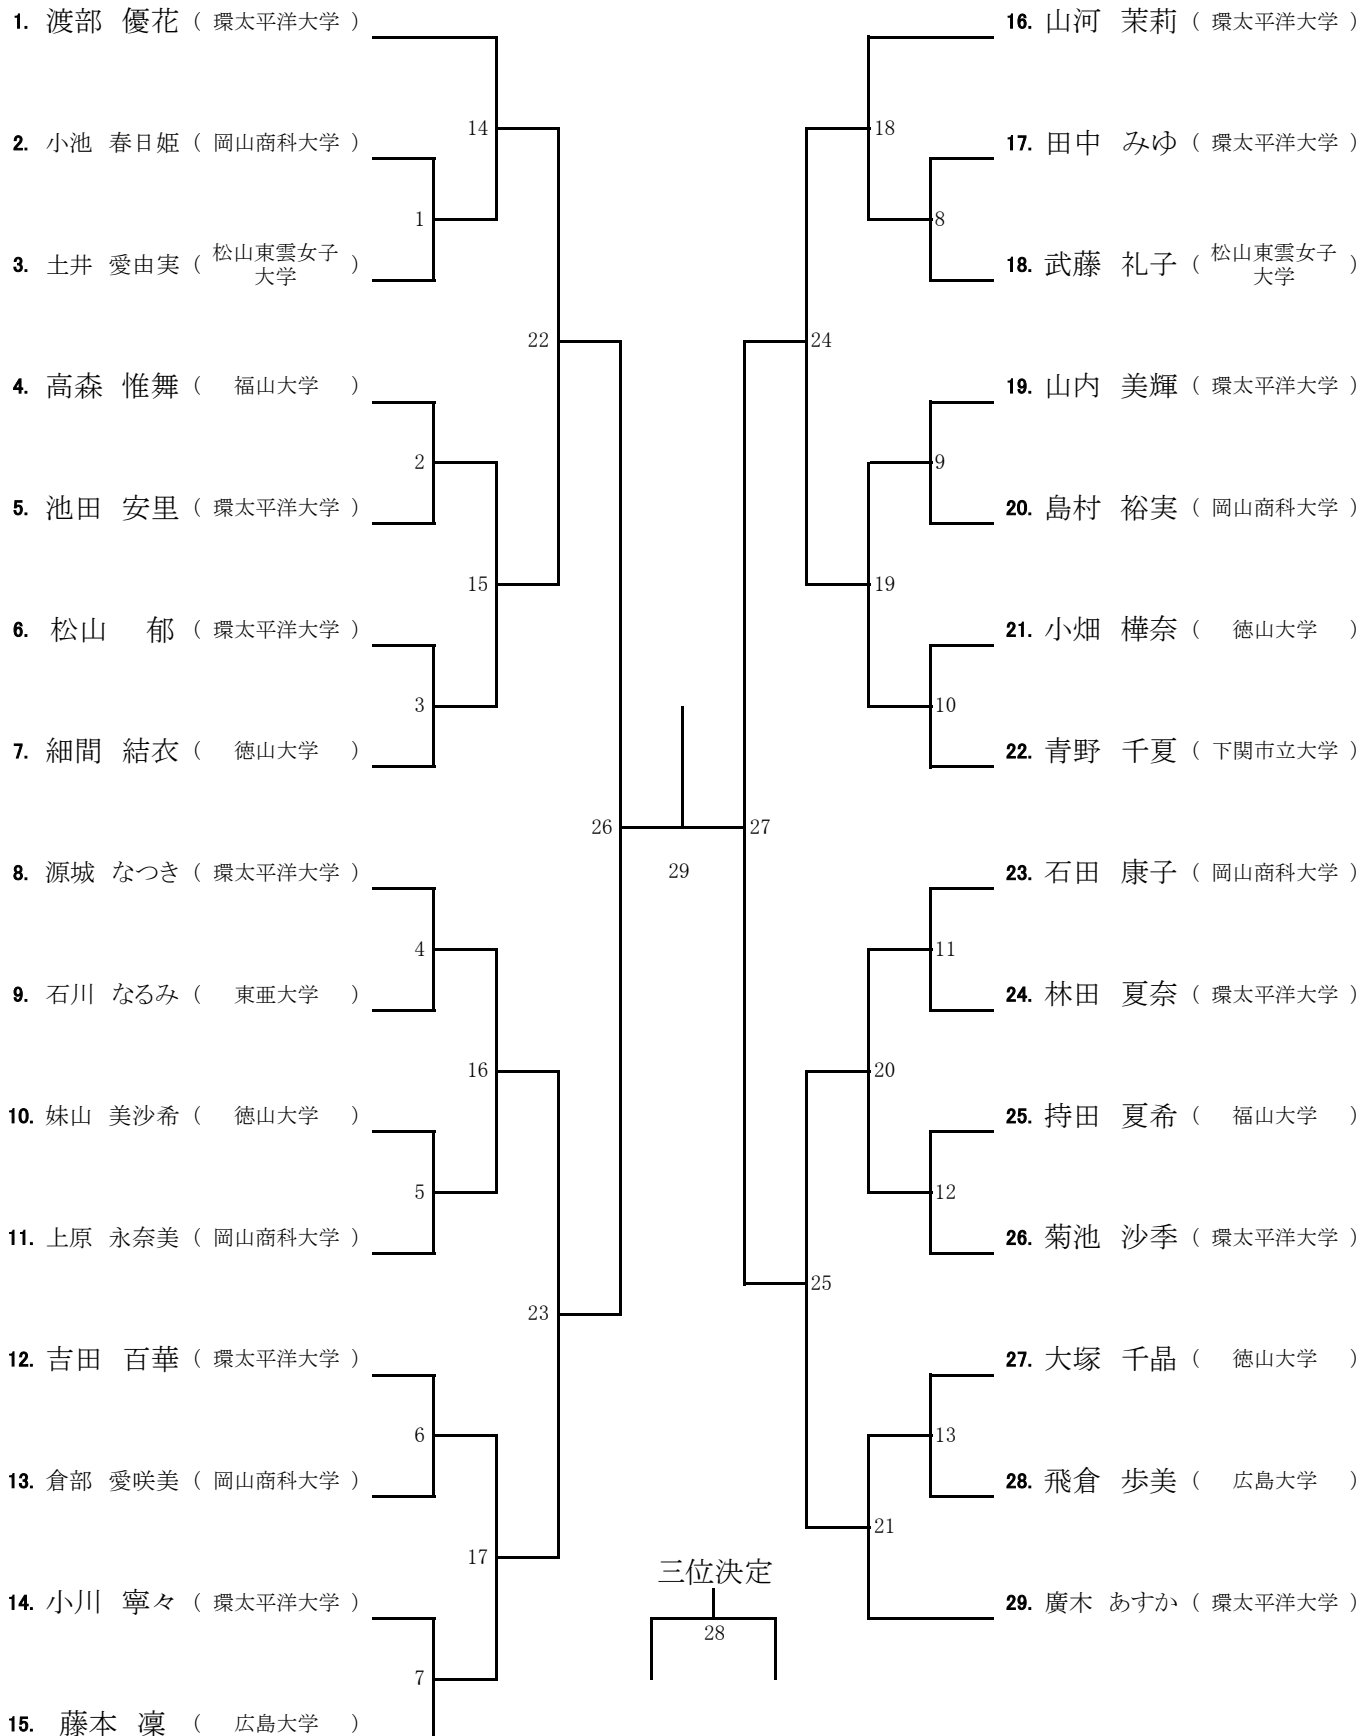 1. 渡部 優花 ( 環太平洋大学 )
14
2. 小池 春日姫 ( 岡山商科大学 )
1
3. 土井 愛由実 ( 松山東雲女子
大学 )
22
4. 高森 惟舞 ( 福山大学 )
2
5. 池田 安里 ( 環太平洋大学 )
15
6. 松山 郁 ( 環太平洋大学 )
3
7. 細間 結衣 ( 徳山大学 )
26
8. 源城 なつき ( 環太平洋大学 )
4
9. 石川 なるみ ( 東亜大学 )
16
10. 妹山 美沙希 ( 徳山大学 )
5
11. 上原 永奈美 ( 岡山商科大学 )
23
12. 吉田 百華 ( 環太平洋大学 )
6
13. 倉部 愛咲美 ( 岡山商科大学 )
17
14. 小川 寧々 ( 環太平洋大学 )
7
15. 藤本 凜 ( 広島大学 )
29
三位決定
28
16. 山河 茉莉 ( 環太平洋大学 )
18
17. 田中 みゆ ( 環太平洋大学 )
8
18. 武藤 礼子 ( 松山東雲女子
大学 )
24
19. 山内 美輝 ( 環太平洋大学 )
9
20. 島村 裕実 ( 岡山商科大学 )
19
21. 小畑 樺奈 ( 徳山大学 )
10
22. 青野 千夏 ( 下関市立大学 )
27
23. 石田 康子 ( 岡山商科大学 )
11
24. 林田 夏奈 ( 環太平洋大学 )
20
25. 持田 夏希 ( 福山大学 )
12
26. 菊池 沙季 ( 環太平洋大学 )
25
27. 大塚 千晶 ( 徳山大学 )
13
28. 飛倉 歩美 ( 広島大学 )
21
29. 廣木 あすか ( 環太平洋大学 )